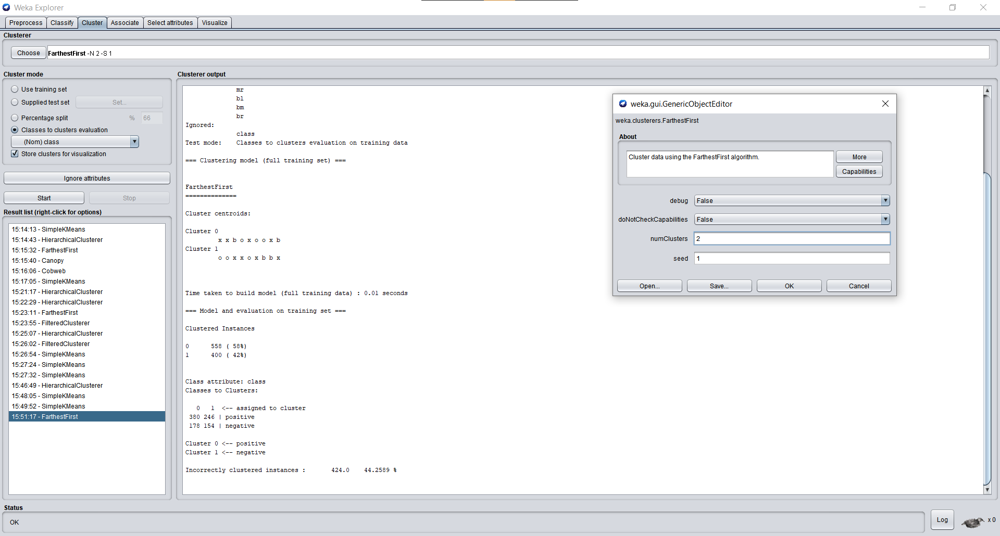 Weka Explorer
Preprocess Classify Cluster Associate Select attributes Visualize
Clusterer
Choose FarthestFirst -N 2 -S 1
Cluster mode
Use training set
Supplied test set Set...
Percentage split % 66
Classes to clusters evaluation
(Nom) class
Store clusters for visualization
Ignore attributes
Start Stop
Result list (right-click for options)
15:14:13 - SimpleKMeans
15:14:43 - HierarchicalClusterer
15:15:32 - FarthestFirst
15:15:40 - Canopy
15:16:06 - Cobweb
15:17:05 - SimpleKMeans
15:21:17 - HierarchicalClusterer
15:22:29 - HierarchicalClusterer
15:23:11 - FarthestFirst
15:23:55 - FilteredClusterer
15:25:07 - HierarchicalClusterer
15:26:02 - FilteredClusterer
15:26:54 - SimpleKMeans
15:27:24 - SimpleKMeans
15:27:32 - SimpleKMeans
15:46:49 - HierarchicalClusterer
15:48:05 - SimpleKMeans
15:49:52 - SimpleKMeans
15:51:17 - FarthestFirst
Clusterer output
mr
bl
bm
br
Ignored:
class
Test mode:    Classes to clusters evaluation on training data
=== Clustering model (full training set) ===
FarthestFirst
==============
Cluster centroids:
Cluster 0
x x b o x o o x b
Cluster 1
o o x x o x b b x
Time taken to build model (full training data) : 0.01 seconds
=== Model and evaluation on training set ===
Clustered Instances
0      558 ( 58%)
1      400 ( 42%)
Class attribute: class
Classes to Clusters:
0   1  <-- assigned to cluster
380 246 | positive
178 154 | negative
Cluster 0 <-- positive
Cluster 1 <-- negative
Incorrectly clustered instances :       424.0    44.2589 %
weka.gui.GenericObjectEditor
weka.clusterers.FarthestFirst
About
Cluster data using the FarthestFirst algorithm.
More
Capabilities
debug False
doNotCheckCapabilities False
numClusters 2
seed 1
Open... Save... OK Cancel
Status
OK
Log x 0